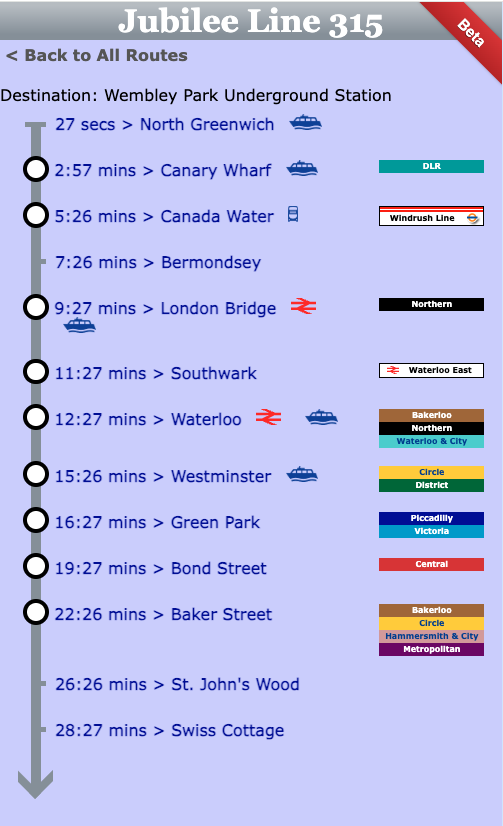 Jubilee Line 315
Beta
< Back to All Routes
Destination: Wembley Park Underground Station
27 secs > North Greenwich
2:57 mins > Canary Wharf
DLR
5:26 mins > Canada Water
Windrush Line
7:26 mins > Bermondsey
9:27 mins > London Bridge
Northern
11:27 mins > Southwark
Waterloo East
12:27 mins > Waterloo
Bakerloo
Northern
Waterloo & City
15:26 mins > Westminster
Circle
District
16:27 mins > Green Park
Piccadilly
Victoria
19:27 mins > Bond Street
Central
22:26 mins > Baker Street
Bakerloo
Circle
Hammersmith & City
Metropolitan
26:26 mins > St. John's Wood
28:27 mins > Swiss Cottage